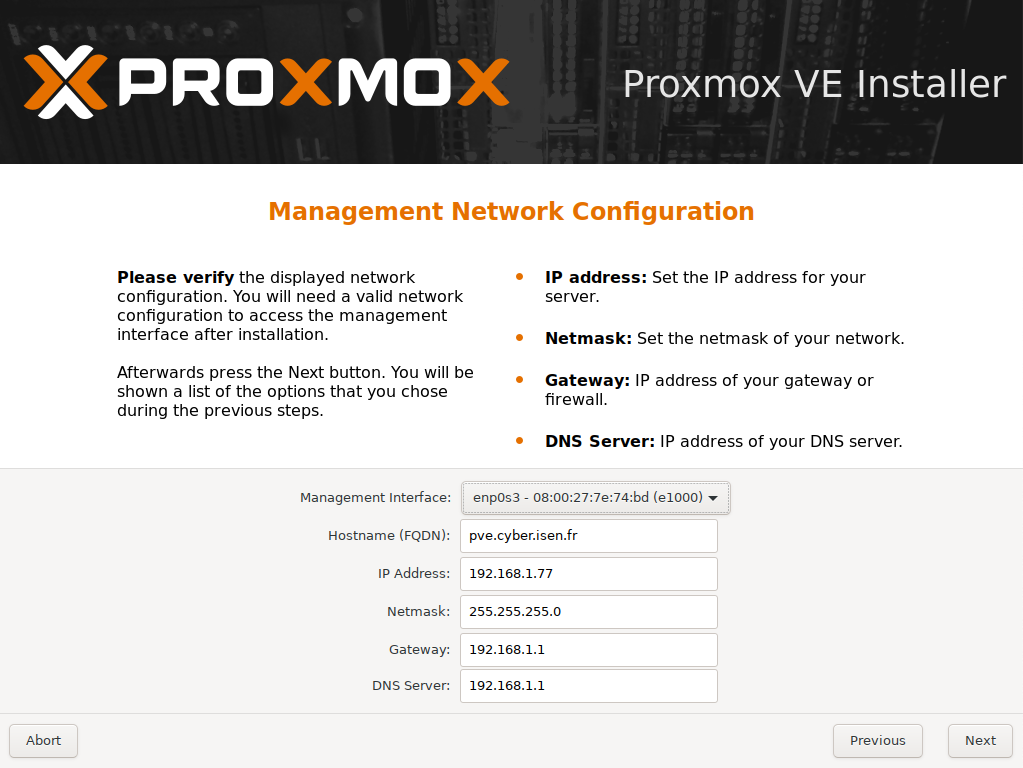 PROXMOX
Proxmox VE Installer
Management Network Configuration
Please verify the displayed network
configuration. You will need a valid network
configuration to access the management
interface after installation.
Afterwards press the Next button. You will be
shown a list of the options that you chose
during the previous steps.
• IP address: Set the IP address for your
server.
• Netmask: Set the netmask of your network.
• Gateway: IP address of your gateway or
firewall.
• DNS Server: IP address of your DNS server.
Management Interface: enp0s3 - 08:00:27:7e:74:bd (e1000)
Hostname (FQDN): pve.cyber.isen.fr
IP Address: 192.168.1.77
Netmask: 255.255.255.0
Gateway: 192.168.1.1
DNS Server: 192.168.1.1
Abort Previous Next